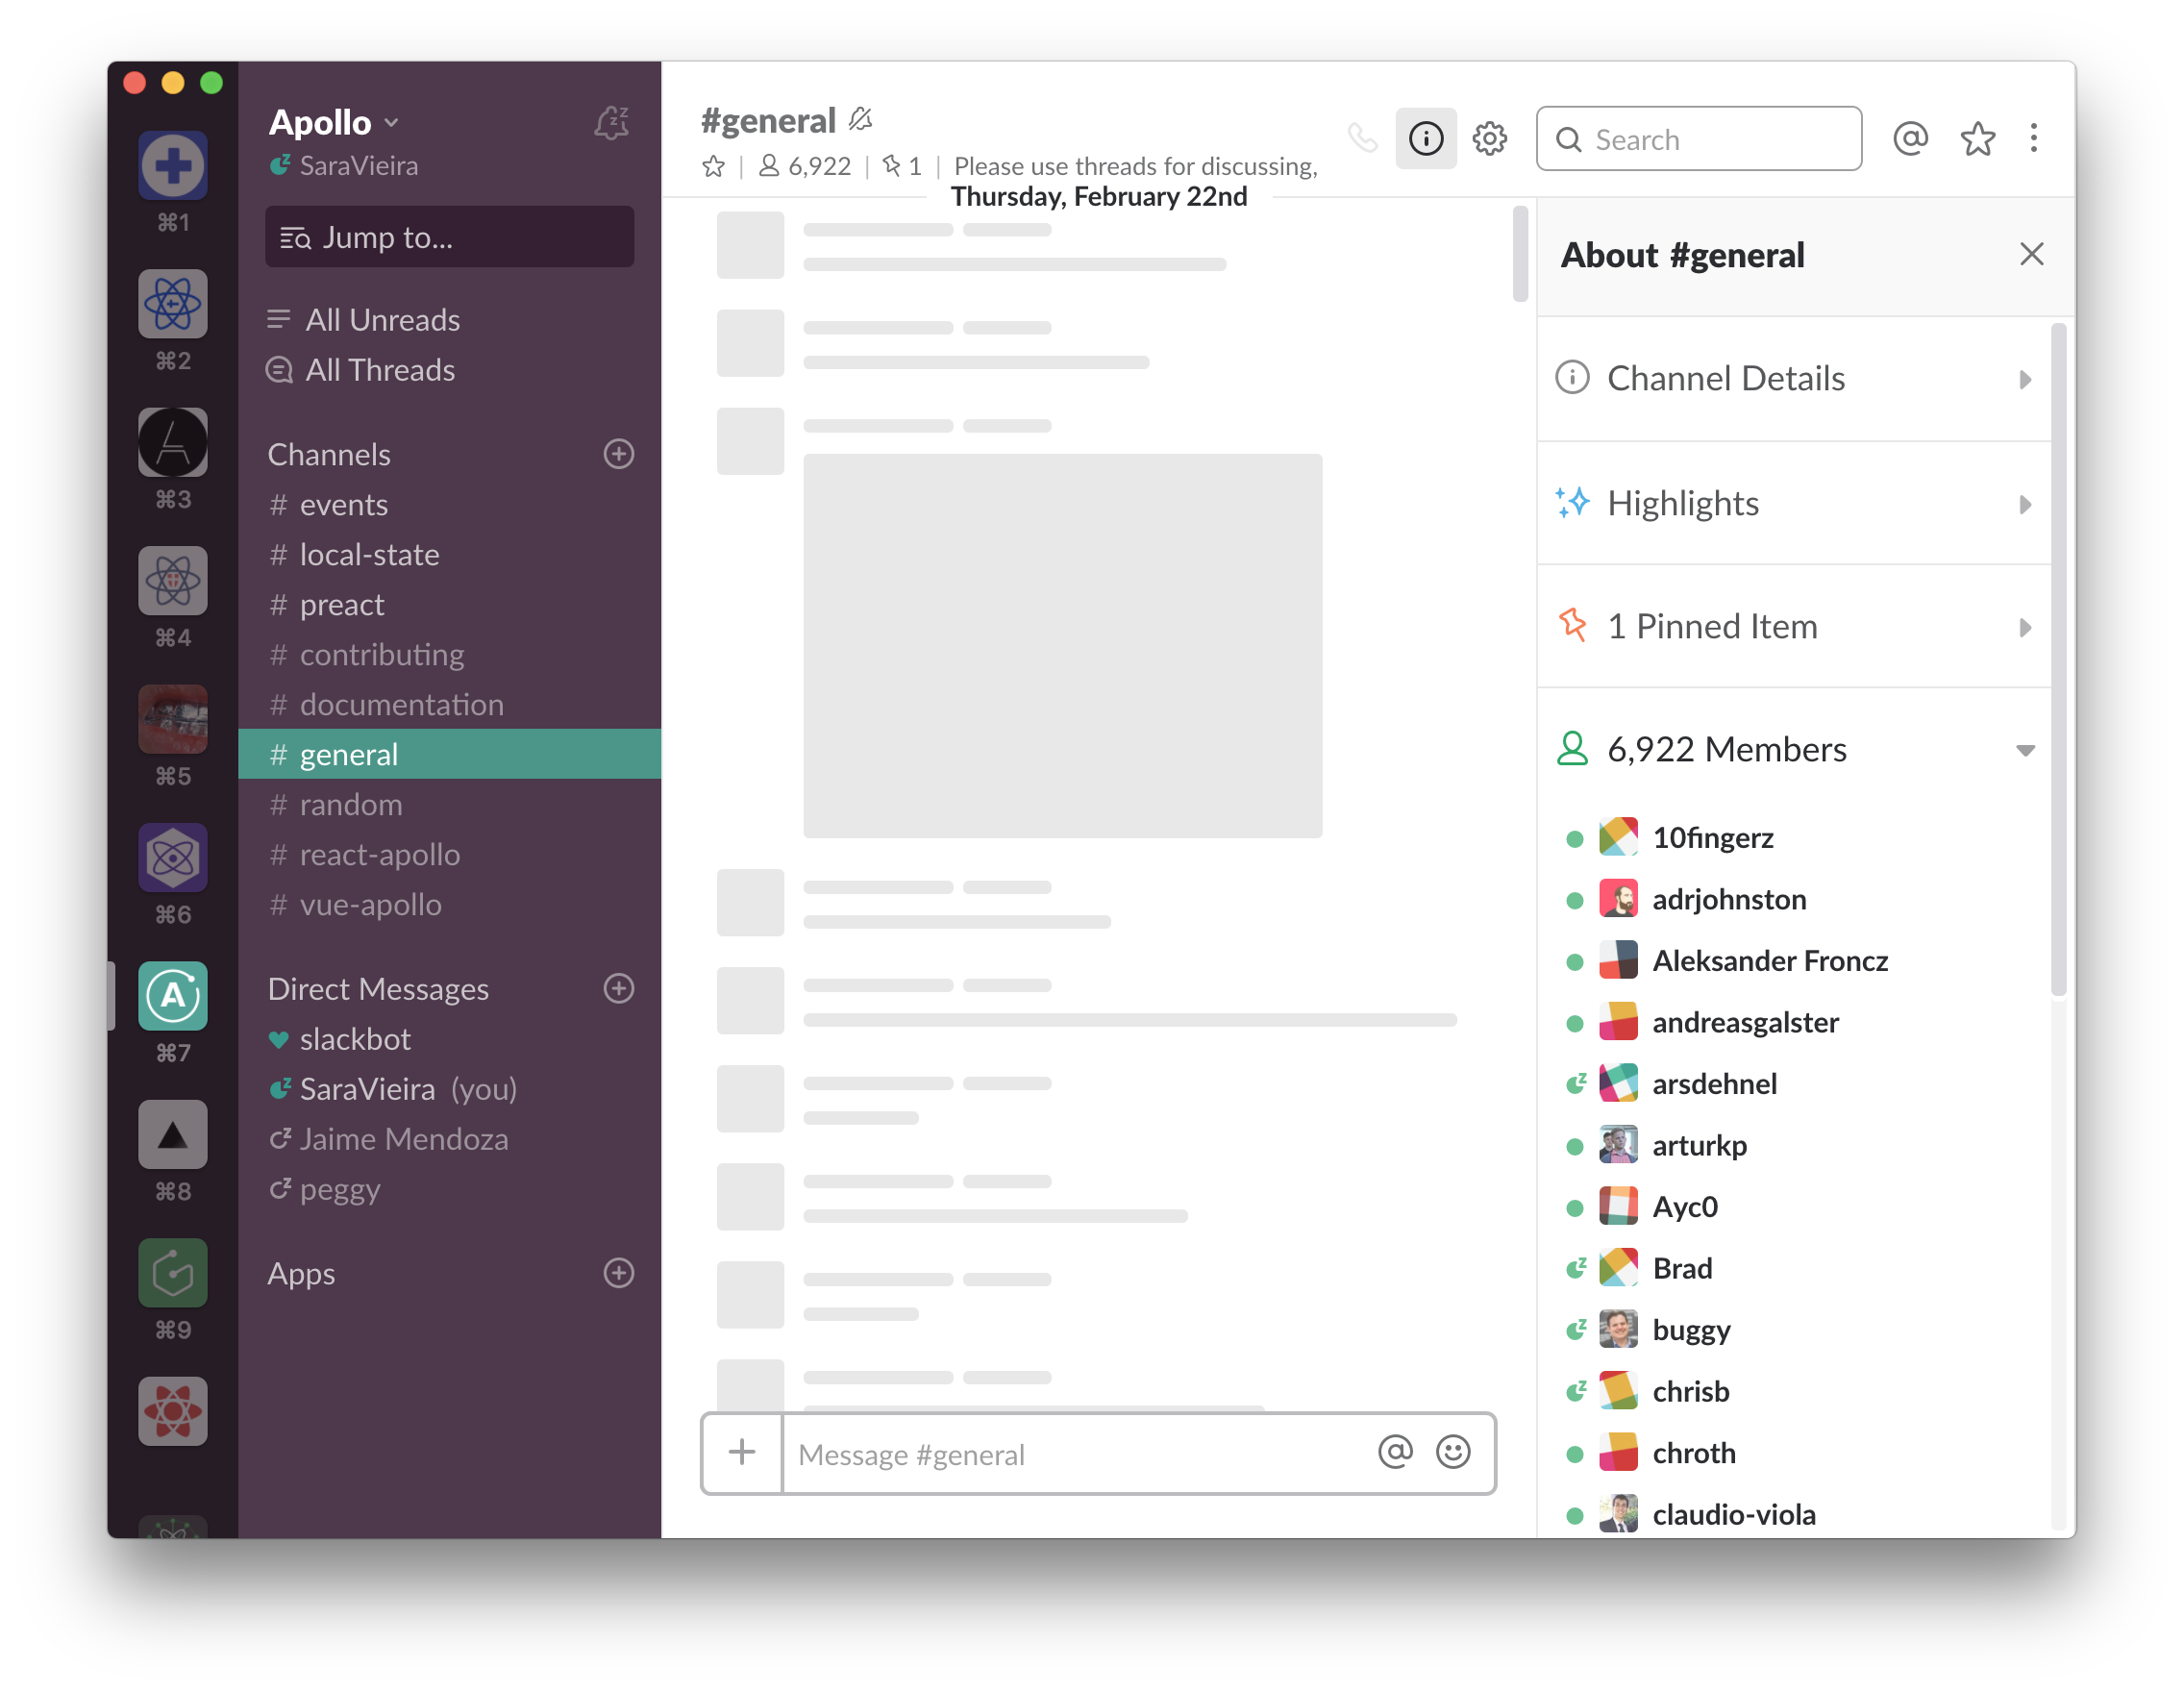 ⌘1
⌘2
⌘3
⌘4
⌘5
⌘6
⌘7
⌘8
⌘9
Apollo
SaraVieira
Jump to...
All Unreads
All Threads
Channels
# events
# local-state
# preact
# contributing
# documentation
# general
# random
# react-apollo
# vue-apollo
Direct Messages
slackbot
SaraVieira (you)
Jaime Mendoza
peggy
Apps
#general
6,922 | 1 | Please use threads for discussing,
Search
Thursday, February 22nd
Message #general
About #general
Channel Details
Highlights
1 Pinned Item
6,922 Members
10fingerz
adrjohnston
Aleksander Froncz
andreasgalster
arsdehnel
arturkp
Ayc0
Brad
buggy
chrisb
chroth
claudio-viola